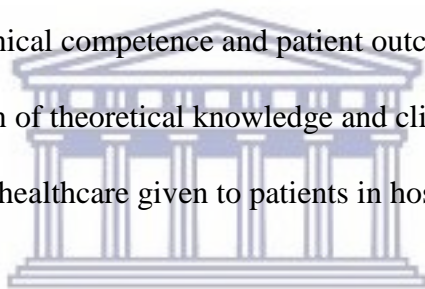 nical competence and patient outc
n of theoretical knowledge and cli
healthcare given to patients in hos